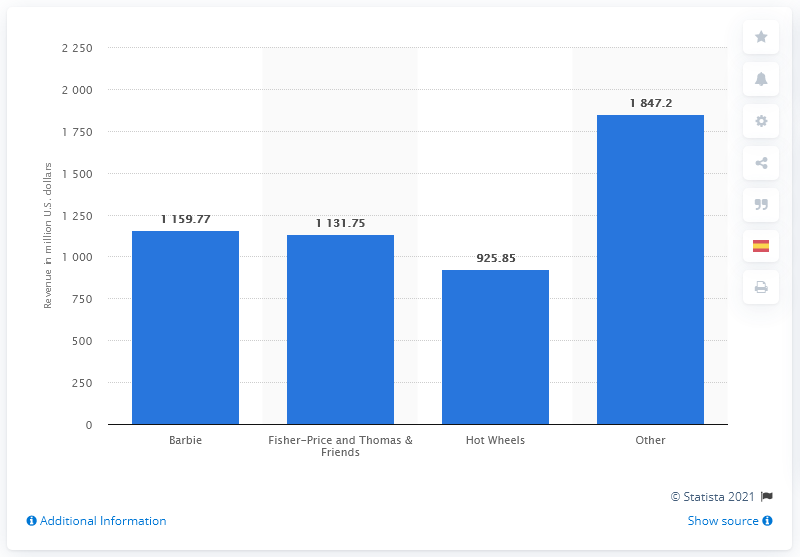 2 250
2 000
1 750
1 500
1 250
1 000
750
500
250
0
Revenue in million U.S. dollars
1 159.77
1 131.75
925.85
1 847.2
Barbie
Fisher-Price and Thomas &
Friends
Hot Wheels
Other
© Statista 2021
Additional Information
Show source